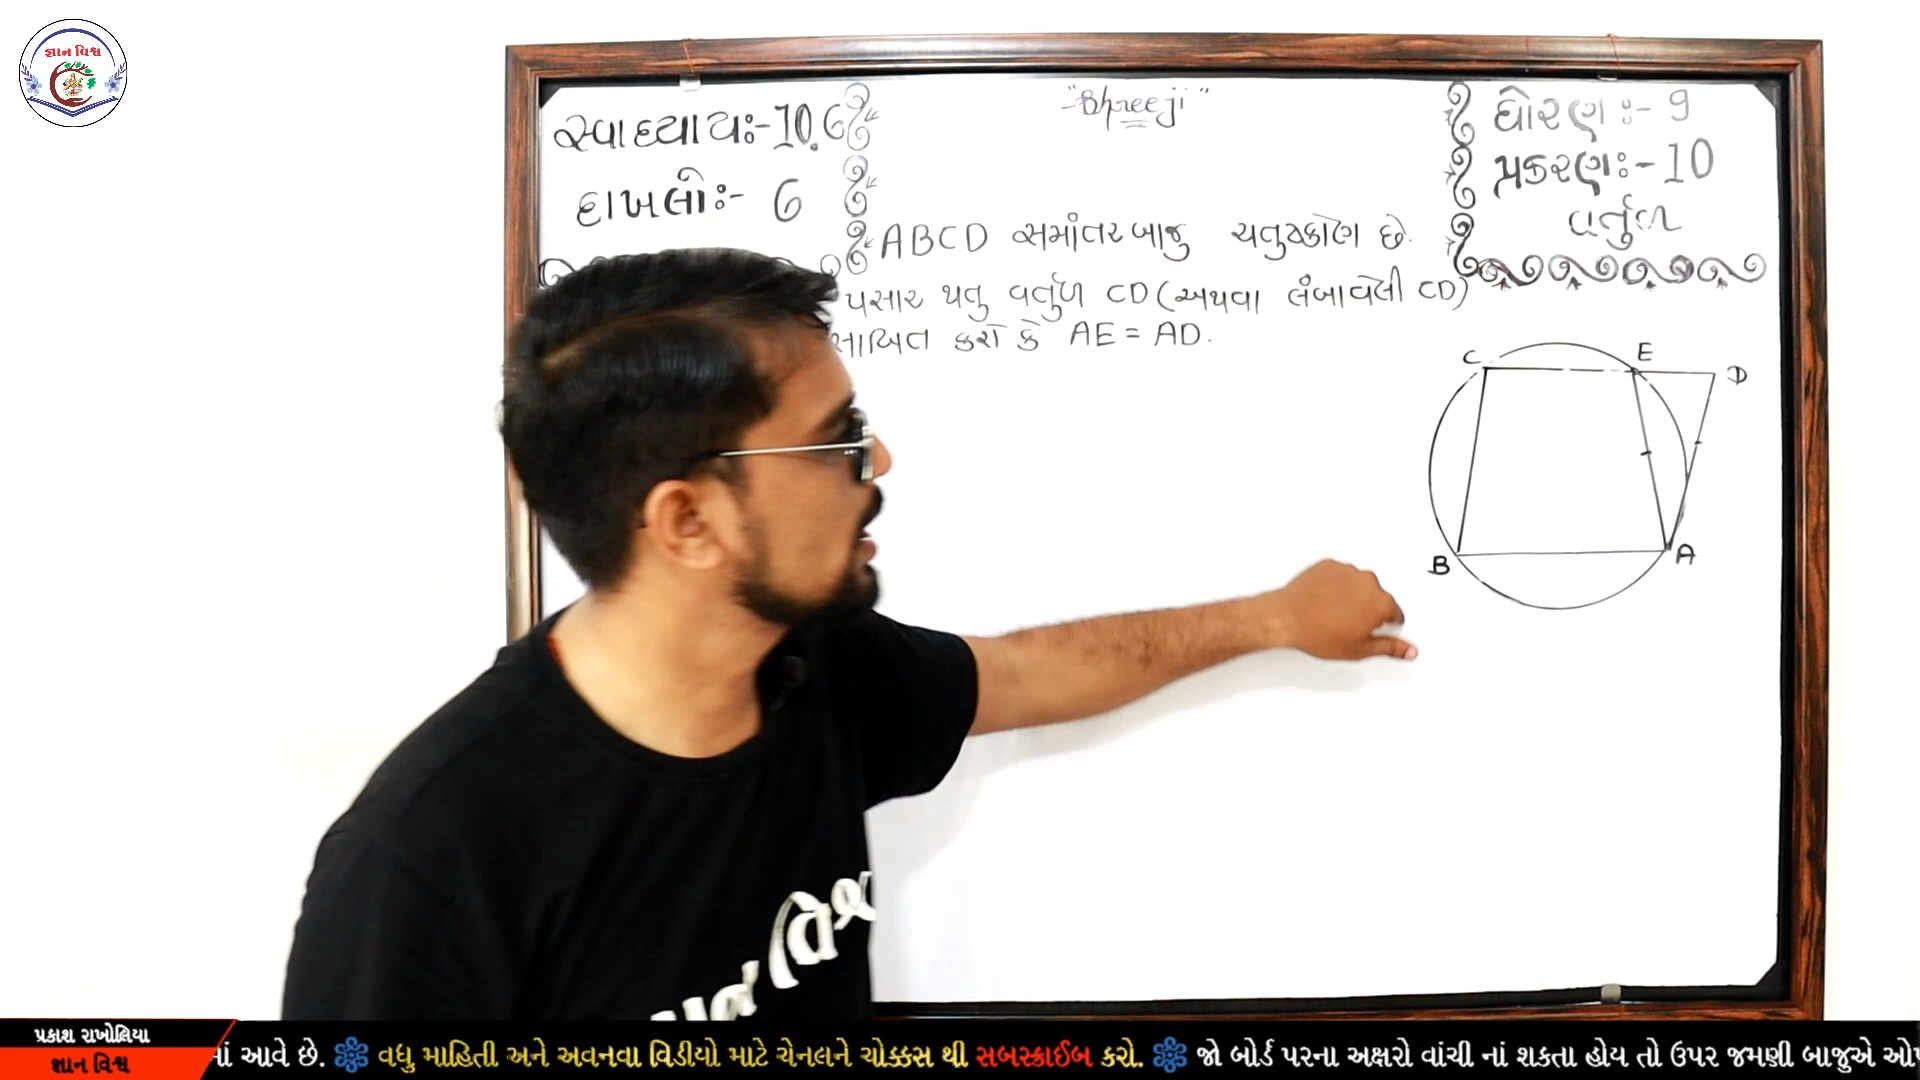 જ્ઞાન વિશ્વ
સ્વાધ્યાયઃ-10.6
દાખલોઃ- 6
"Shreeji"
ધોરણઃ- 9
પ્રકરણઃ-10
વર્તુળ
ABCD સમાંતરબાજુ ચતુષ્કોણ છે.
પસાર થતુ વર્તુળ CD (અથવા લંબાવેલી CD)
સાબિત કરો કે AE = AD.
C
E
D
B
A
પ્રકાશ રાખોલિયા
જ્ઞાન વિશ્વ
આવે છે. વધુ માહિતી અને અવનવા વિડીયો માટે ચેનલને ચોક્કસ થી સબસ્ક્રાઈબ કરો. જો બોર્ડ પરના અક્ષરો વાંચી નાં શકતા હોય તો ઉપર જમણી બાજુએ